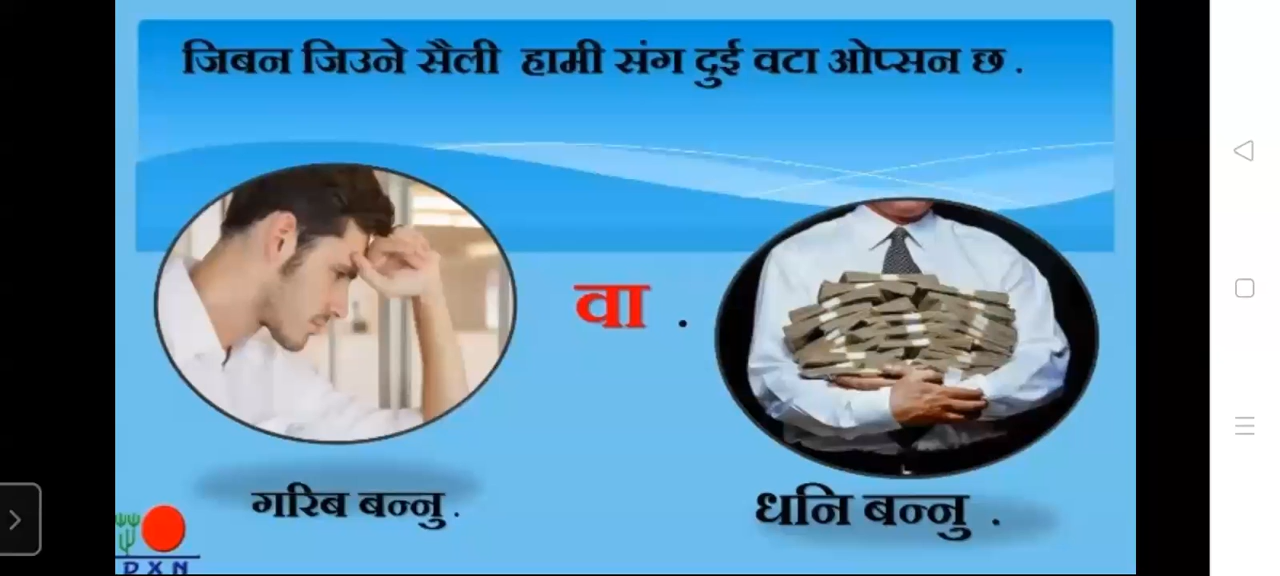 जिबन जिउने सैली हामी संग दुई वटा ओप्सन छ .
वा .
गरिब बन्नु .
धनि बन्नु .
DXN